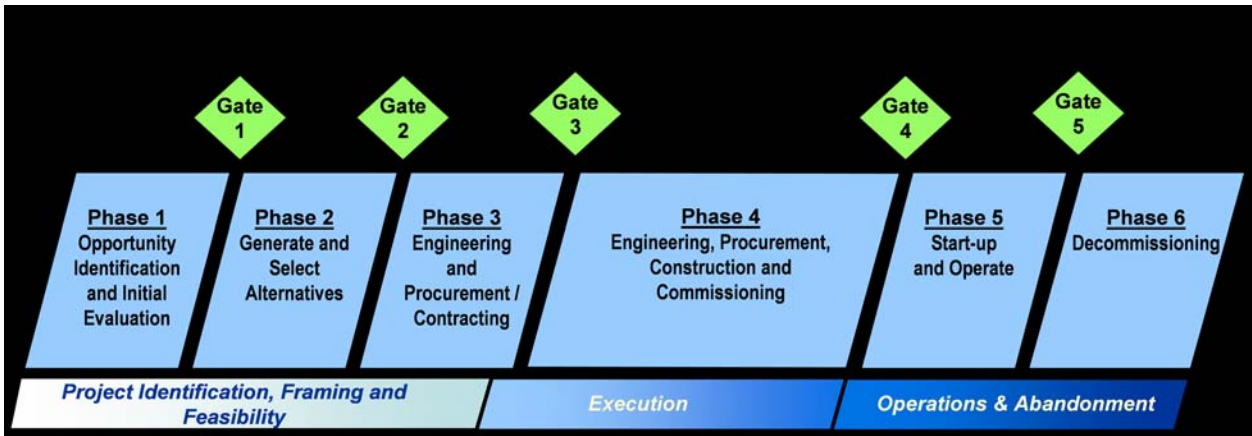 Gate
1
Gate
2
Gate
3
Gate
4
Gate
5
Phase 1
Opportunity
Identification
and Initial
Evaluation
Phase 2
Generate and
Select
Alternatives
Phase 3
Engineering
and
Procurement /
Contracting
Phase 4
Engineering, Procurement,
Construction and
Commissioning
Phase 5
Start-up
and Operate
Phase 6
Decommissioning
Project Identification, Framing and
Feasibility
Execution
Operations & Abandonment